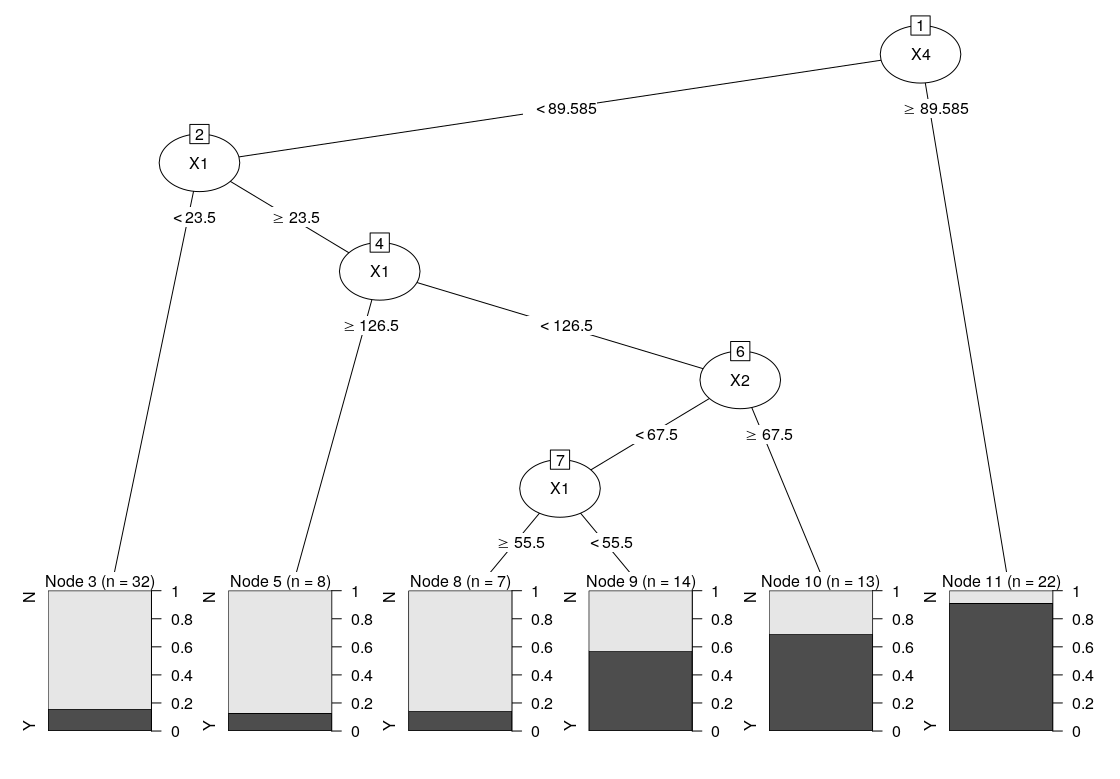 1
X4
< 89.585
≥ 89.585
2
X1
< 23.5
≥ 23.5
4
X1
≥ 126.5
< 126.5
6
X2
< 67.5
≥ 67.5
7
X1
≥ 55.5
< 55.5
Node 3 (n = 32)
N
Y
1
0.8
0.6
0.4
0.2
0
Node 5 (n = 8)
N
Y
1
0.8
0.6
0.4
0.2
0
Node 8 (n = 7)
N
Y
1
0.8
0.6
0.4
0.2
0
Node 9 (n = 14)
N
Y
1
0.8
0.6
0.4
0.2
0
Node 10 (n = 13)
N
Y
1
0.8
0.6
0.4
0.2
0
Node 11 (n = 22)
N
Y
1
0.8
0.6
0.4
0.2
0